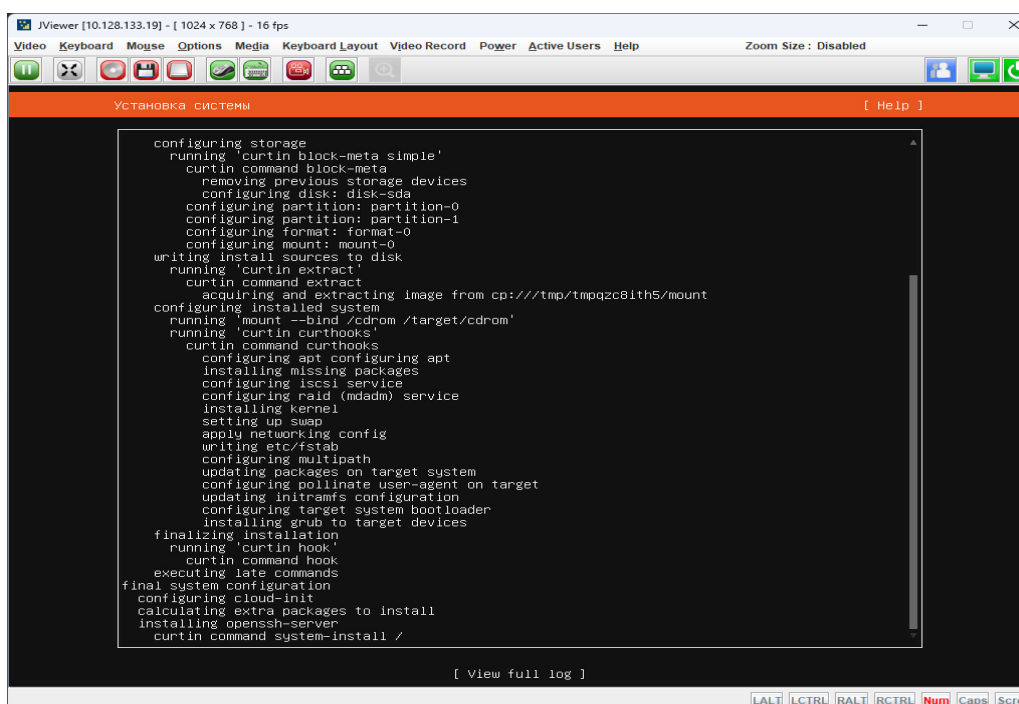 JViewer [10.128.133.19] - [ 1024 x 768 ] - 16 fps
Video Keyboard Mouse Options Media Keyboard Layout Video Record Power Active Users Help Zoom Size : Disabled
Установка системы [ Help ]
configuring storage
running 'curtin block-meta simple'
curtin command block-meta
removing previous storage devices
configuring disk: disk-sda
configuring partition: partition-0
configuring partition: partition-1
configuring format: format-0
configuring mount: mount-0
writing install sources to disk
running 'curtin extract'
curtin command extract
acquiring and extracting image from cp:///tmp/tmpqzc8ith5/mount
configuring installed system
running 'mount --bind /cdrom /target/cdrom'
running 'curtin curthooks'
curtin command curthooks
configuring apt configuring apt
installing missing packages
configuring iscsi service
configuring raid (mdadm) service
installing kernel
setting up swap
apply networking config
writing etc/fstab
configuring multipath
updating packages on target system
configuring pollinate user-agent on target
updating initramfs configuration
configuring target system bootloader
installing grub to target devices
finalizing installation
running 'curtin hook'
curtin command hook
executing late commands
final system configuration
configuring cloud-init
calculating extra packages to install
installing openssh-server
curtin command system-install /
[ View full log ]
LALT LCTRL RALT RCTRL Num Caps Scr